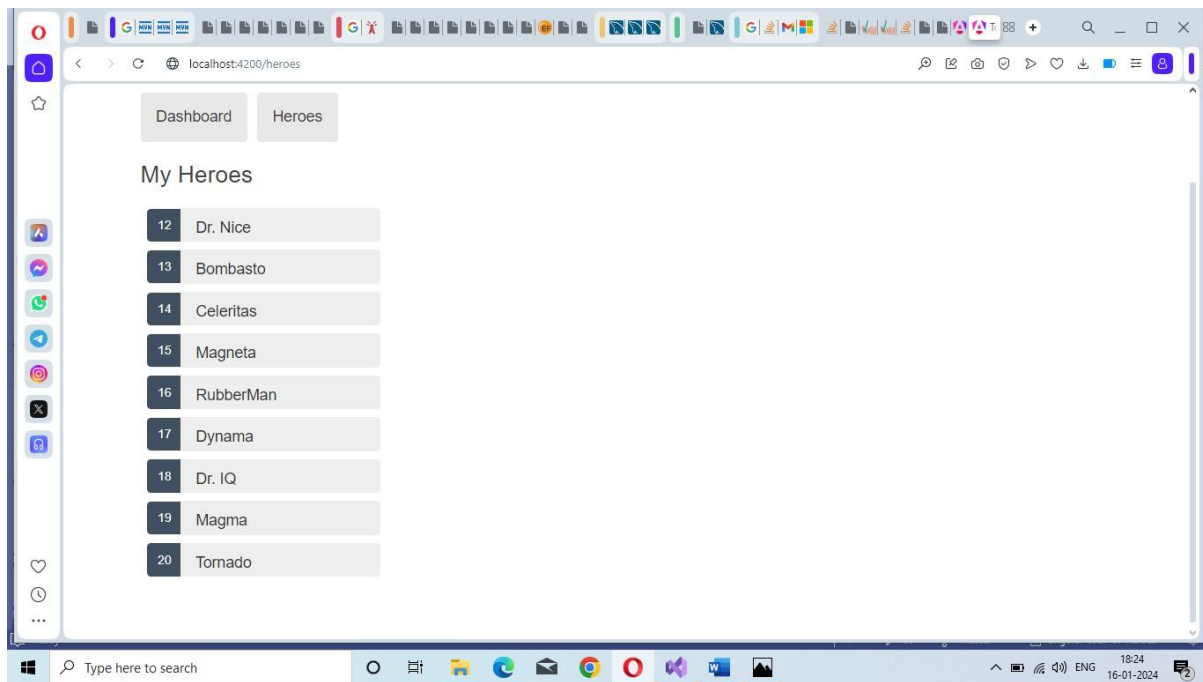 localhost:4200/heroes
Dashboard Heroes
My Heroes
12 Dr. Nice
13 Bombasto
14 Celeritas
15 Magneta
16 RubberMan
17 Dynama
18 Dr. IQ
19 Magma
20 Tornado
Type here to search
ENG
18:24
16-01-2024
2